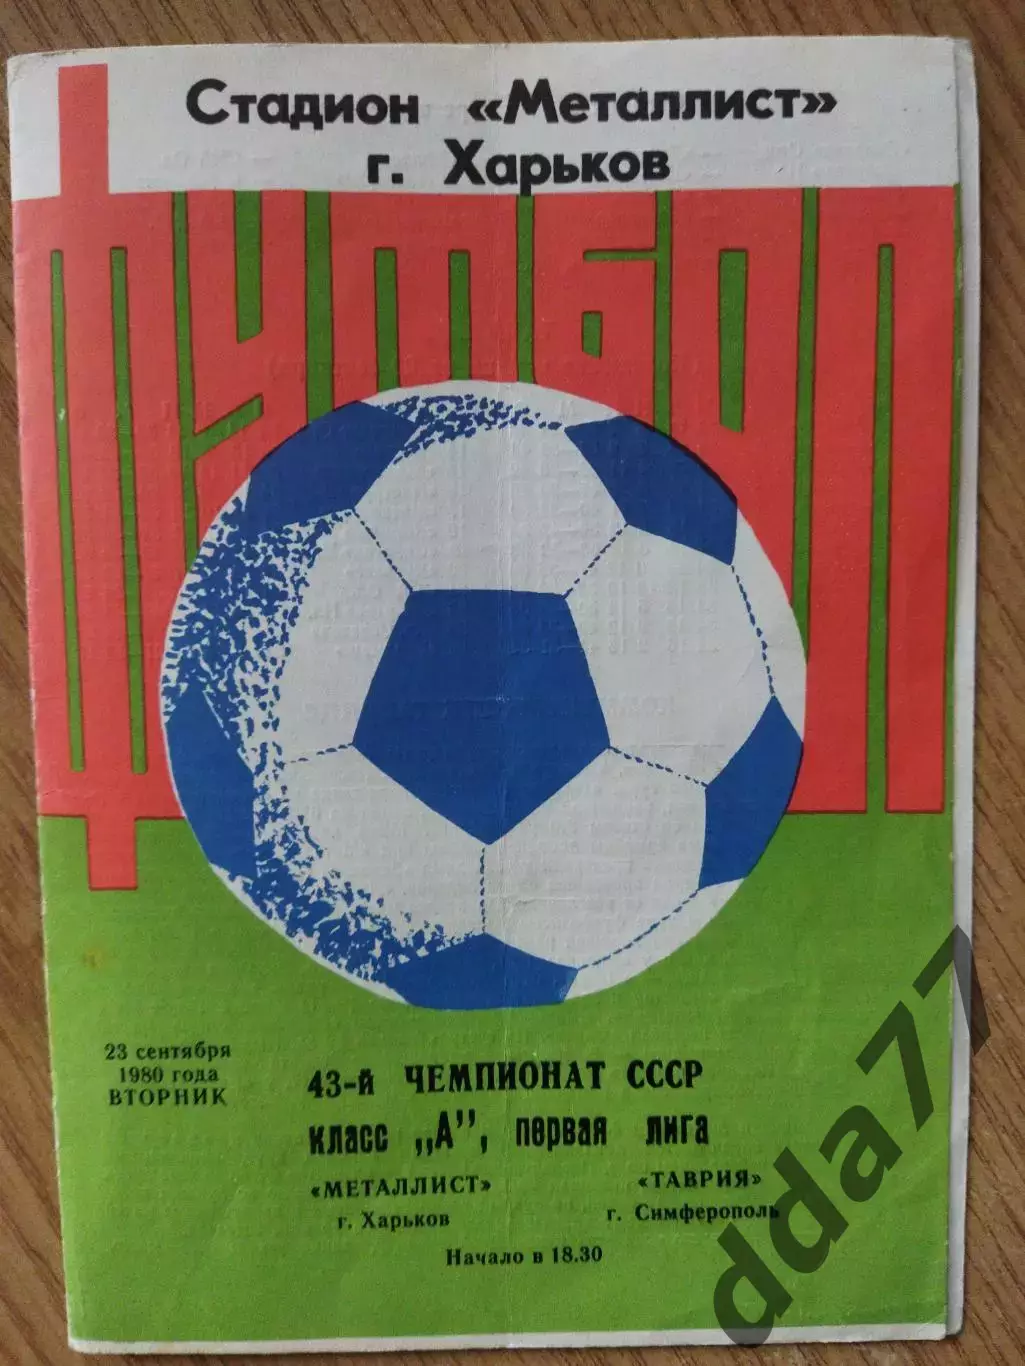 Стадион «Металлист»
г. Харьков
ФУТБОЛ
23 сентября
1980 года
ВТОРНИК
43-й ЧЕМПИОНАТ СССР
класс „А”, первая лига
«МЕТАЛЛИСТ»
г. Харьков
«ТАВРИЯ»
г. Симферополь
Начало в 18.30
dda77